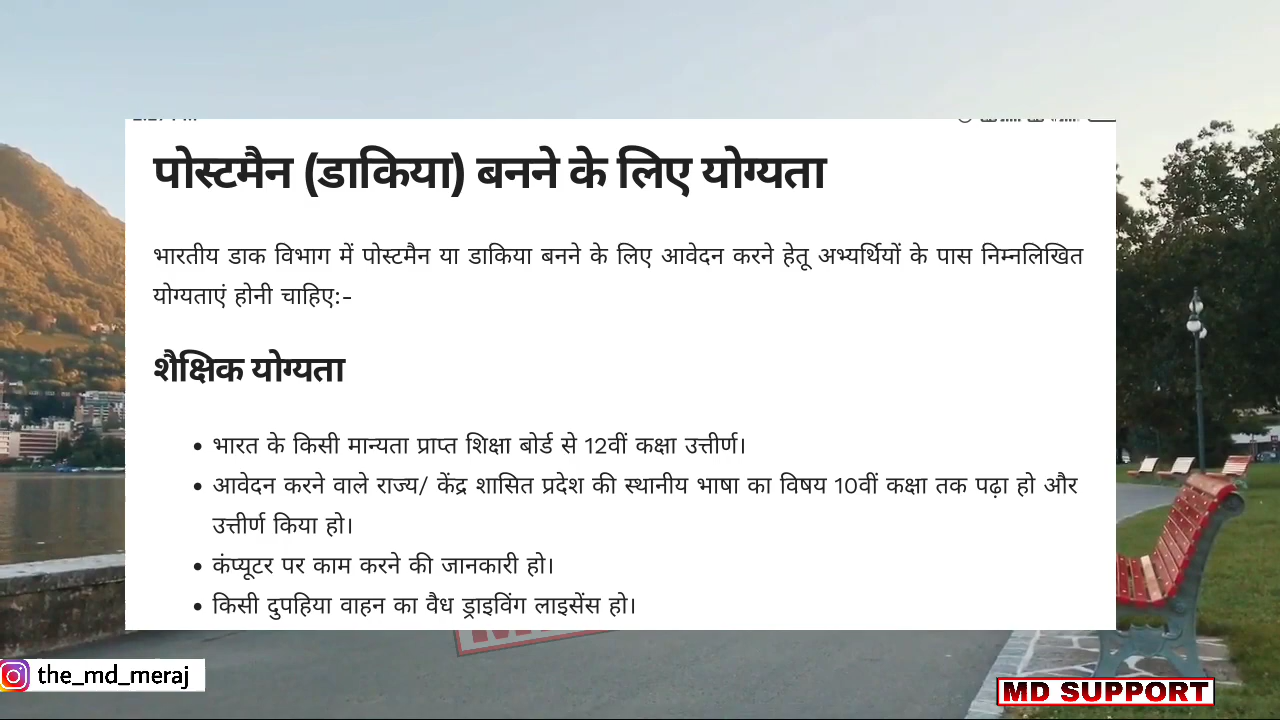 पोस्टमैन (डाकिया) बनने के लिए योग्यता
भारतीय डाक विभाग में पोस्टमैन या डाकिया बनने के लिए आवेदन करने हेतू अभ्यर्थियों के पास निम्नलिखित
योग्यताएं होनी चाहिए:-
शैक्षिक योग्यता
• भारत के किसी मान्यता प्राप्त शिक्षा बोर्ड से 12वीं कक्षा उत्तीर्ण।
• आवेदन करने वाले राज्य/ केंद्र शासित प्रदेश की स्थानीय भाषा का विषय 10वीं कक्षा तक पढ़ा हो और
उत्तीर्ण किया हो।
• कंप्यूटर पर काम करने की जानकारी हो।
• किसी दुपहिया वाहन का वैध ड्राइविंग लाइसेंस हो।
the_md_meraj
MD SUPPORT